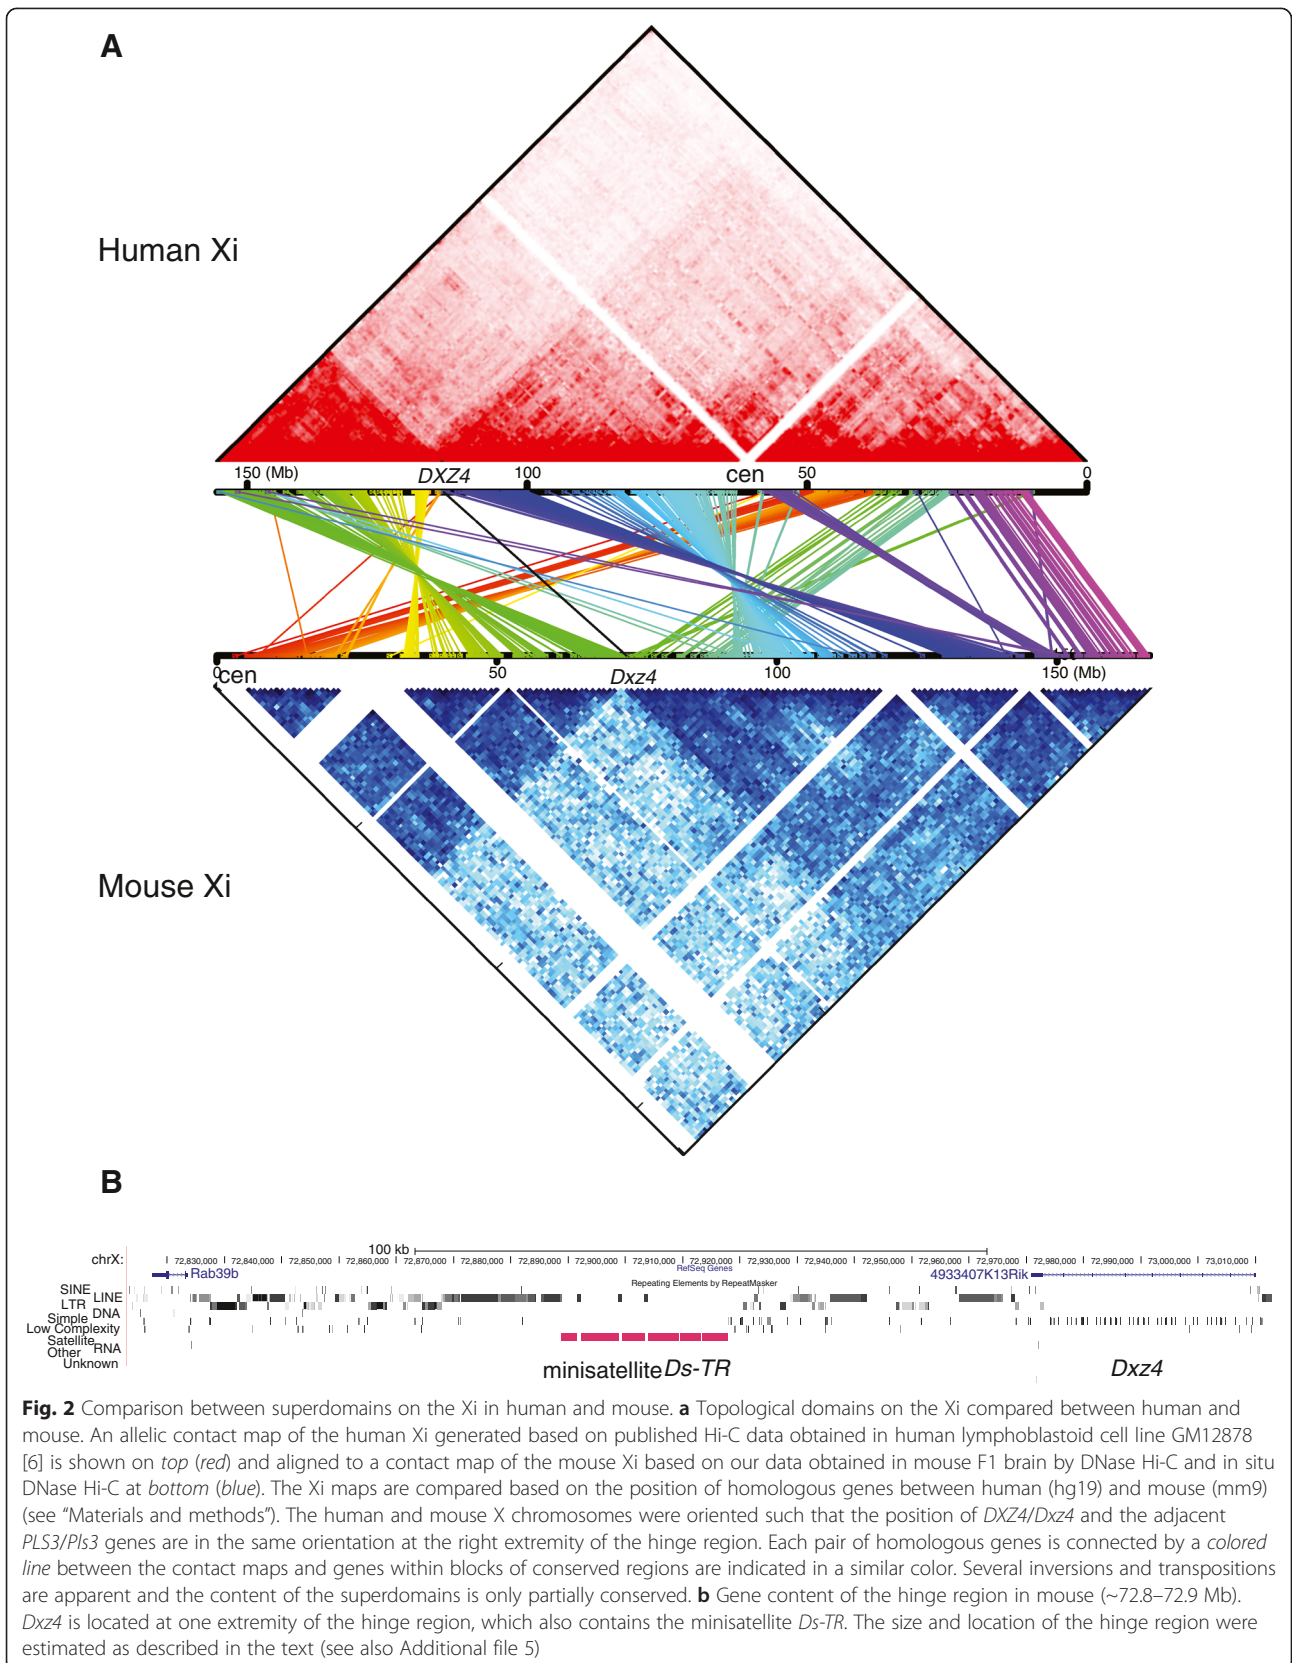 A
Human Xi
150 (Mb) DXZ4 100 cen 50 0
0 cen 50 Dxz4 100 150 (Mb)
Mouse Xi
B
100 kb
chrX: 72,830,000 72,840,000 72,850,000 72,860,000 72,870,000 72,880,000 72,890,000 72,900,000 72,910,000 72,920,000 72,930,000 72,940,000 72,950,000 72,960,000 72,970,000 72,980,000 72,990,000 73,000,000 73,010,000
RefSeq Genes
Rab39b 4933407K13Rik
Repeating Elements by RepeatMasker
SINE
LINE
LTR
DNA
Simple
Low Complexity
Satellite
RNA
Other
Unknown
minisatellite Ds-TR Dxz4
Fig. 2 Comparison between superdomains on the Xi in human and mouse. a Topological domains on the Xi compared between human and
mouse. An allelic contact map of the human Xi generated based on published Hi-C data obtained in human lymphoblastoid cell line GM12878
[6] is shown on top (red) and aligned to a contact map of the mouse Xi based on our data obtained in mouse F1 brain by DNase Hi-C and in situ
DNase Hi-C at bottom (blue). The Xi maps are compared based on the position of homologous genes between human (hg19) and mouse (mm9)
(see “Materials and methods”). The human and mouse X chromosomes were oriented such that the position of DXZ4/Dxz4 and the adjacent
PLS3/Pls3 genes are in the same orientation at the right extremity of the hinge region. Each pair of homologous genes is connected by a colored
line between the contact maps and genes within blocks of conserved regions are indicated in a similar color. Several inversions and transpositions
are apparent and the content of the superdomains is only partially conserved. b Gene content of the hinge region in mouse (~72.8–72.9 Mb).
Dxz4 is located at one extremity of the hinge region, which also contains the minisatellite Ds-TR. The size and location of the hinge region were
estimated as described in the text (see also Additional file 5)